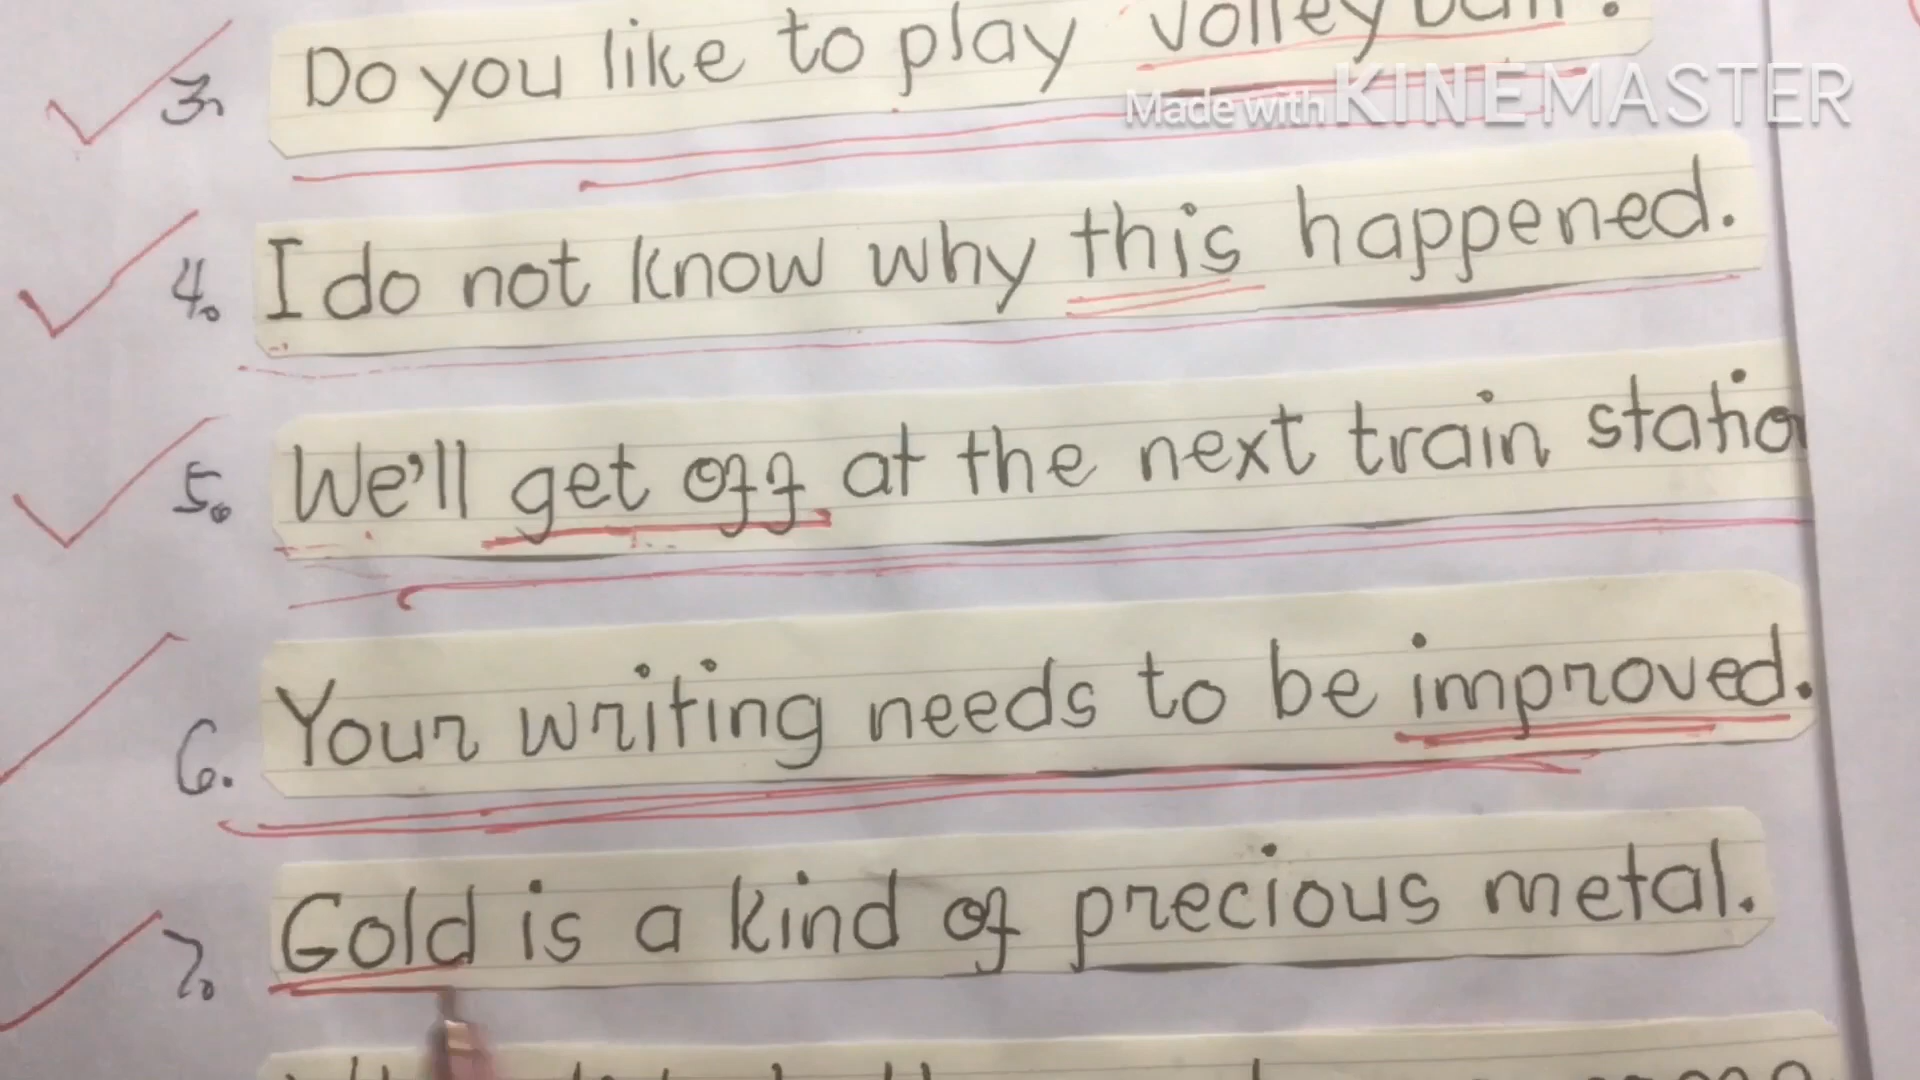 3. Do you like to play volleyball?
Made with KINEMASTER
4. I do not know why this happened.
5. We'll get off at the next train statio
6. Your writing needs to be improved.
7. Gold is a kind of precious metal.